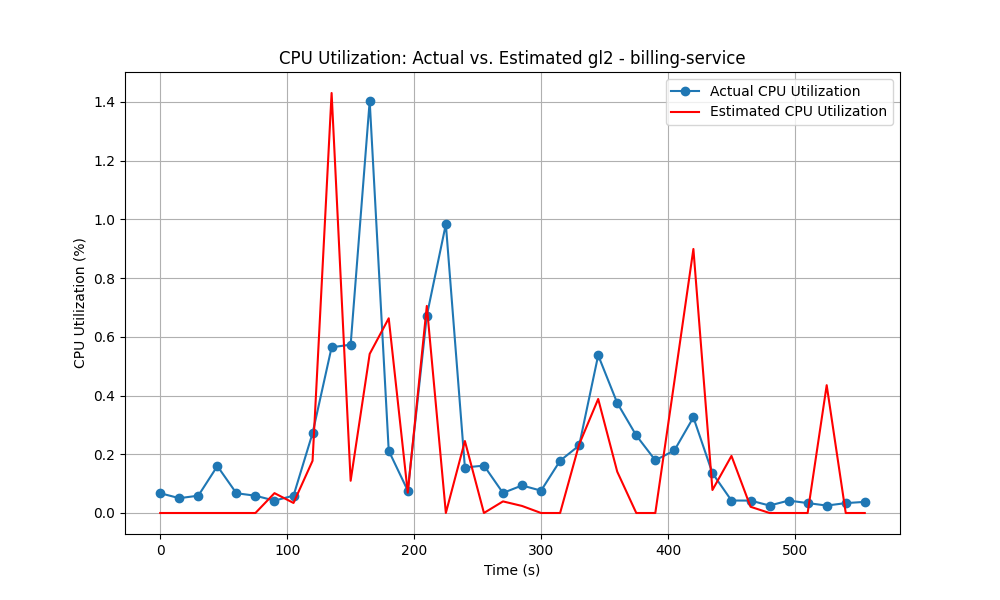 CPU Utilization: Actual vs. Estimated gl2 - billing-service
Actual CPU Utilization
Estimated CPU Utilization
CPU Utilization (%)
1.4
1.2
1.0
0.8
0.6
0.4
0.2
0.0
0 100 200 300 400 500
Time (s)